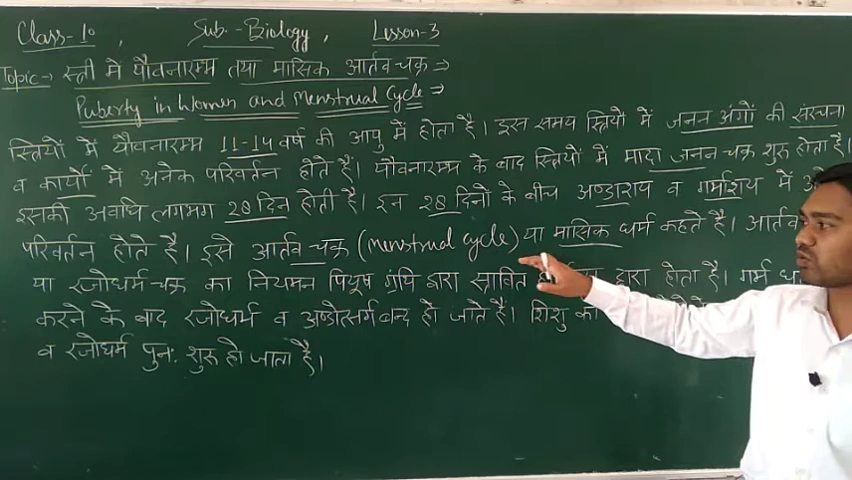 Class-10, Sub.-Biology, Lesson-3
Topic→ स्त्री में यौवनारम्भ तथा मासिक आर्तव चक्र⇒
Puberty in Women and Menstrual Cycle⇒
स्त्रियों में यौवनारम्भ 11-14 वर्ष की आयु में होता है। इस समय स्त्रियों में जनन अंगों की संरचना
व कार्यों में अनेक परिवर्तन होते हैं। यौवनारम्भ के बाद स्त्रियों में मादा जनन चक्र शुरू होता है।
इसकी अवधि लगभग 28 दिन होती है। इन 28 दिनों के बीच अण्डाशय व गर्भाशय में
परिवर्तन होते है। इसे आर्तव चक्र (menstrual cycle) या मासिक धर्म कहते है। आर्तव
या रजोधर्म चक्र का नियमन पियूष ग्रंथि द्वारा स्त्रावित द्वारा होता है। गर्भ
करने के बाद रजोधर्म व अण्डोत्सर्ग बन्द हो जाते हैं। शिशु
व रजोधर्म पुन: शुरू हो जाता है।